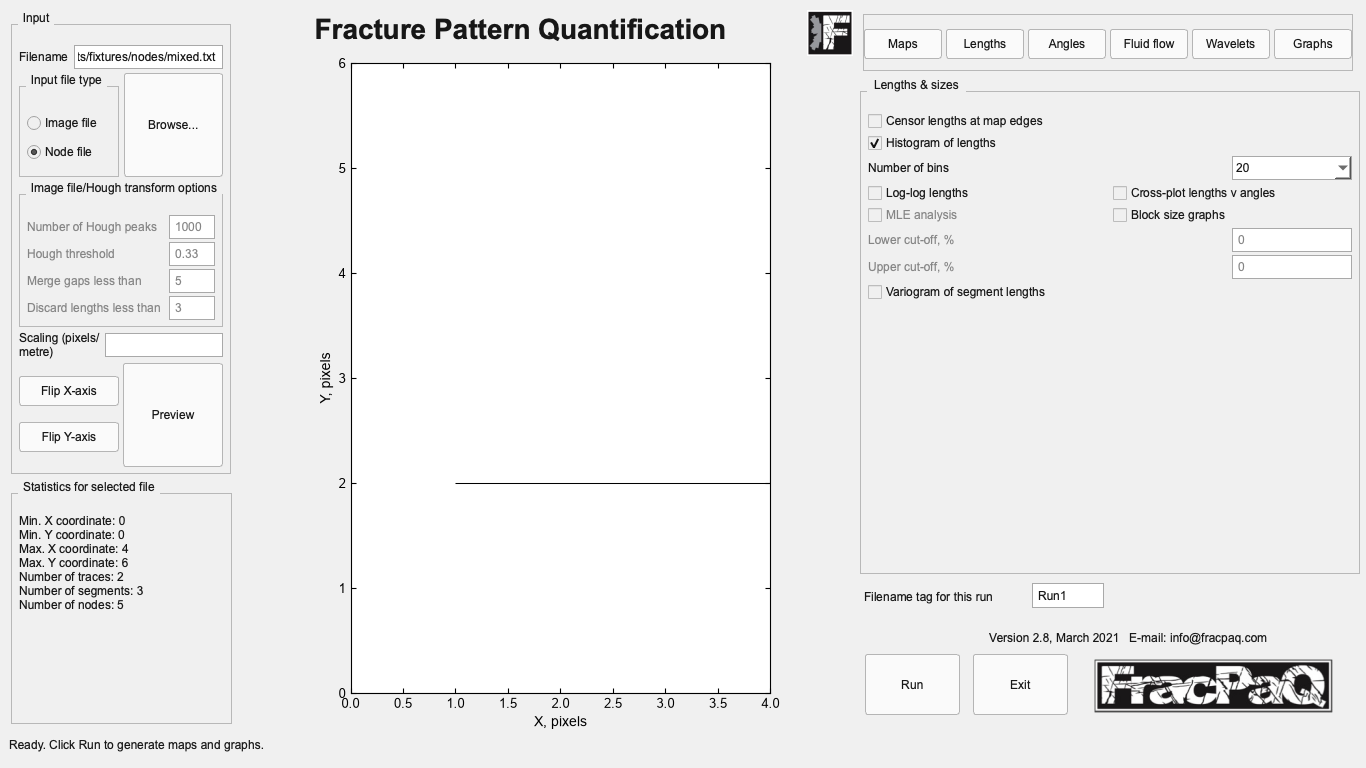 Input
Filename
ts/fixtures/nodes/mixed.txt
Input file type
Image file
Node file
Browse...
Image file/Hough transform options
Number of Hough peaks
1000
Hough threshold
0.33
Merge gaps less than
5
Discard lengths less than
3
Scaling (pixels/
metre)
Flip X-axis
Flip Y-axis
Preview
Statistics for selected file
Min. X coordinate: 0
Min. Y coordinate: 0
Max. X coordinate: 4
Max. Y coordinate: 6
Number of traces: 2
Number of segments: 3
Number of nodes: 5
Ready. Click Run to generate maps and graphs.
Fracture Pattern Quantification
F
6
5
4
3
2
1
0
Y, pixels
0.0 0.5 1.0 1.5 2.0 2.5 3.0 3.5 4.0
X, pixels
Maps
Lengths
Angles
Fluid flow
Wavelets
Graphs
Lengths & sizes
Censor lengths at map edges
Histogram of lengths
Number of bins
20
Log-log lengths
Cross-plot lengths v angles
MLE analysis
Block size graphs
Lower cut-off, %
0
Upper cut-off, %
0
Variogram of segment lengths
Filename tag for this run
Run1
Version 2.8, March 2021 E-mail: info@fracpaq.com
Run
Exit
FracPaQ